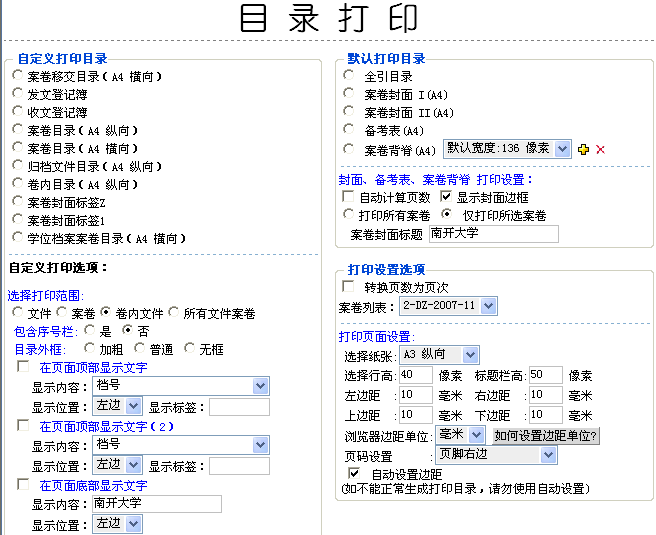 目录打印
自定义打印目录
案卷移交目录(A4 横向)
发文登记簿
收文登记簿
案卷目录(A4 纵向)
案卷目录(A4 横向)
归档文件目录(A4 纵向)
卷内目录(A4 纵向)
案卷封面标签Z
案卷封面标签1
学位档案案卷目录(A4 横向)
自定义打印选项：
选择打印范围:
文件 案卷 卷内文件 所有文件案卷
包含序号栏: 是 否
目录外框: 加粗 普通 无框
在页面顶部显示文字
显示内容: 档号
显示位置: 左边 显示标签:
在页面顶部显示文字(2)
显示内容: 档号
显示位置: 左边 显示标签:
在页面底部显示文字
显示内容: 南开大学
显示位置: 左边
默认打印目录
全引目录
案卷封面 I(A4)
案卷封面 II(A4)
备考表(A4)
案卷背脊(A4) 默认宽度:136 像素
封面、备考表、案卷背脊 打印设置：
自动计算页数 显示封面边框
打印所有案卷 仅打印所选案卷
案卷封面标题 南开大学
打印设置选项
转换页数为页次
案卷列表: 2-DZ-2007-11
打印页面设置:
选择纸张: A3 纵向
选择行高: 40 像素 标题栏高: 50 像素
左边距 : 10 毫米 右边距 : 10 毫米
上边距 : 10 毫米 下边距 : 10 毫米
浏览器边距单位: 毫米 如何设置边距单位?
页码设置 : 页脚右边
自动设置边距
(如不能正常生成打印目录，请勿使用自动设置)